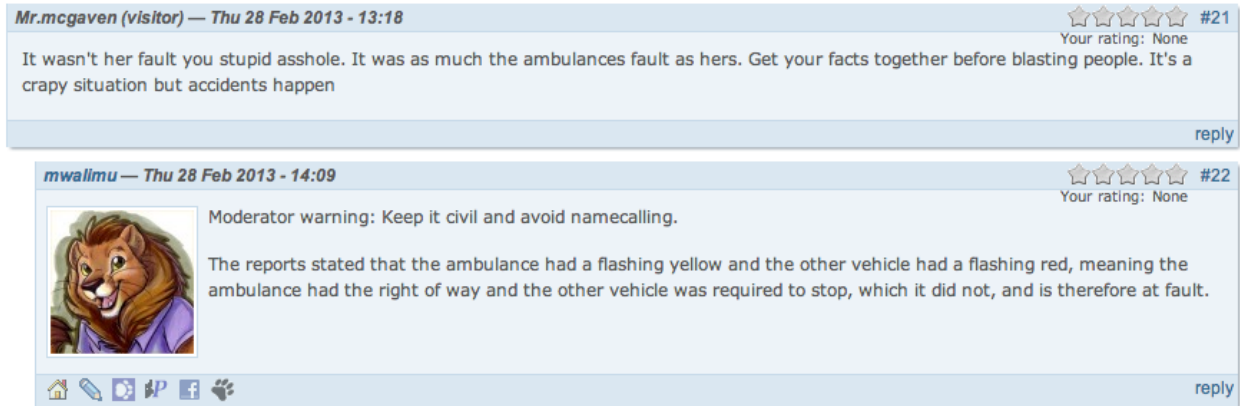 Mr.mcgaven (visitor) — Thu 28 Feb 2013 - 13:18
#21
Your rating: None
It wasn't her fault you stupid asshole. It was as much the ambulances fault as hers. Get your facts together before blasting people. It's a
crapy situation but accidents happen
reply
mwalimu — Thu 28 Feb 2013 - 14:09
#22
Your rating: None
Moderator warning: Keep it civil and avoid namecalling.
The reports stated that the ambulance had a flashing yellow and the other vehicle had a flashing red, meaning the
ambulance had the right of way and the other vehicle was required to stop, which it did not, and is therefore at fault.
reply